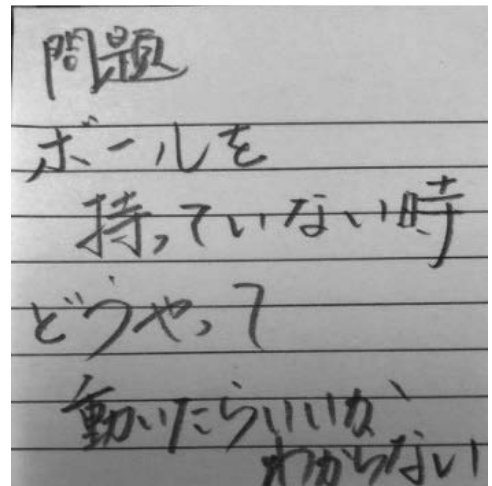 問題
ボールを
持っていない時
どうやって
動いたらいいか
わからない